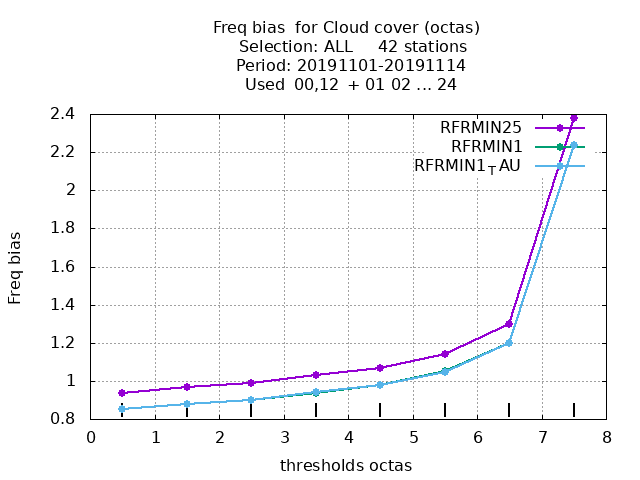 Freq bias  for Cloud cover (octas)
Selection: ALL     42 stations
Period: 20191101-20191114
Used  00,12  + 01 02 ... 24
RFRMIN25
RFRMIN1
RFRMIN1TAU
Freq bias
2.4
2.2
2
1.8
1.6
1.4
1.2
1
0.8
0 1 2 3 4 5 6 7 8
thresholds octas